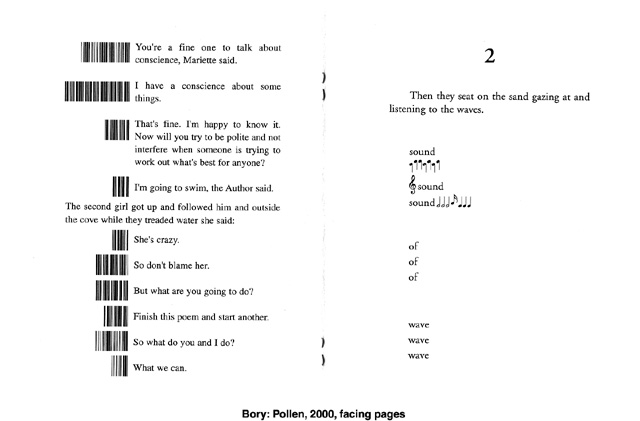 You're a fine one to talk about
conscience, Mariette said.
I have a conscience about some
things.
That's fine. I'm happy to know it.
Now will you try to be polite and not
interfere when someone is trying to
work out what's best for anyone?
I'm going to swim, the Author said.
The second girl got up and followed him and outside
the cove while they treaded water she said:
She's crazy.
So don't blame her.
But what are you going to do?
Finish this poem and start another.
So what do you and I do?
What we can.
2
Then they seat on the sand gazing at and
listening to the waves.
sound
sound
sound
of
of
of
wave
wave
wave
Bory: Pollen, 2000, facing pages